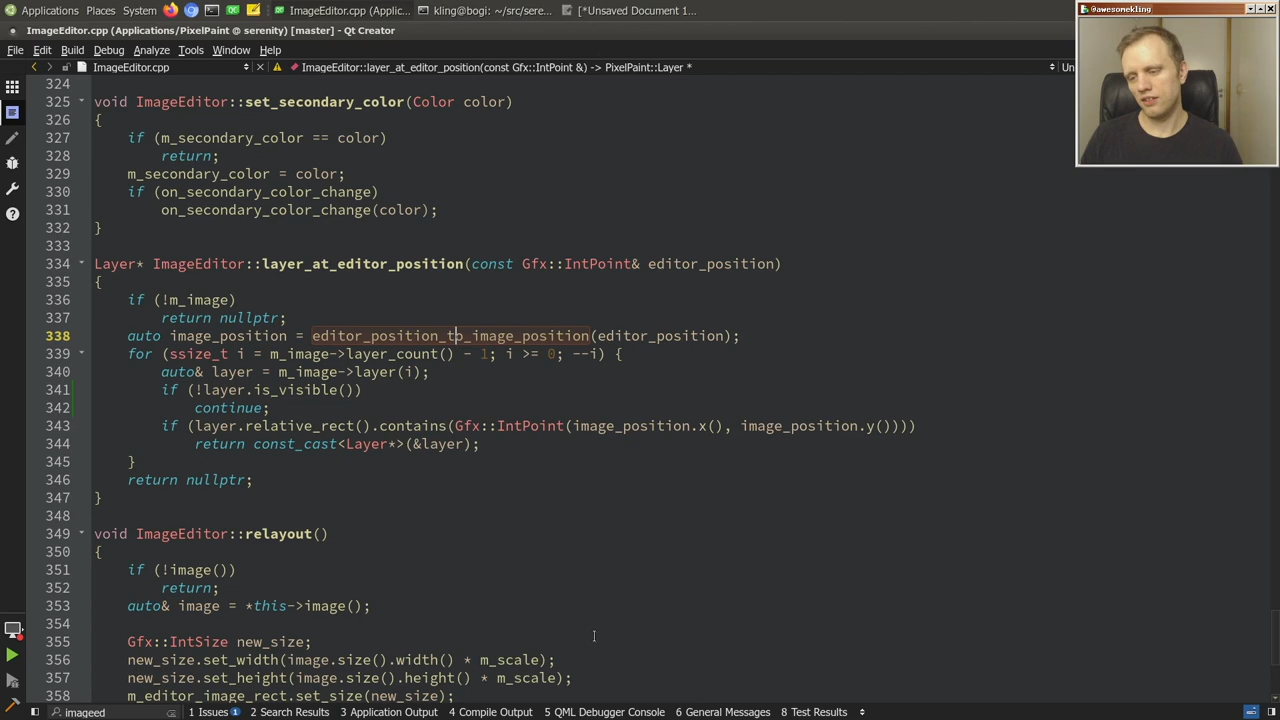 Applications Places System ImageEditor.cpp (Applic... kling@bogi: ~/src/sere... [*Unsaved Document 1... @awesomekling
ImageEditor.cpp (Applications/PixelPaint @ serenity) [master] - Qt Creator
File Edit Build Debug Analyze Tools Window Help
ImageEditor.cpp ImageEditor::layer_at_editor_position(const Gfx::IntPoint &) -> PixelPaint::Layer * Un
324
325 void ImageEditor::set_secondary_color(Color color)
326 {
327 if (m_secondary_color == color)
328 return;
329 m_secondary_color = color;
330 if (on_secondary_color_change)
331 on_secondary_color_change(color);
332 }
333
334 Layer* ImageEditor::layer_at_editor_position(const Gfx::IntPoint& editor_position)
335 {
336 if (!m_image)
337 return nullptr;
338 auto image_position = editor_position_to_image_position(editor_position);
339 for (ssize_t i = m_image->layer_count() - 1; i >= 0; --i) {
340 auto& layer = m_image->layer(i);
341 if (!layer.is_visible())
342 continue;
343 if (layer.relative_rect().contains(Gfx::IntPoint(image_position.x(), image_position.y())))
344 return const_cast<Layer*>(&layer);
345 }
346 return nullptr;
347 }
348
349 void ImageEditor::relayout()
350 {
351 if (!image())
352 return;
353 auto& image = *this->image();
354
355 Gfx::IntSize new_size;
356 new_size.set_width(image.size().width() * m_scale);
357 new_size.set_height(image.size().height() * m_scale);
358 m_editor_image_rect.set_size(new_size);
imageed 1 Issues 1 2 Search Results 3 Application Output 4 Compile Output 5 QML Debugger Console 6 General Messages 8 Test Results